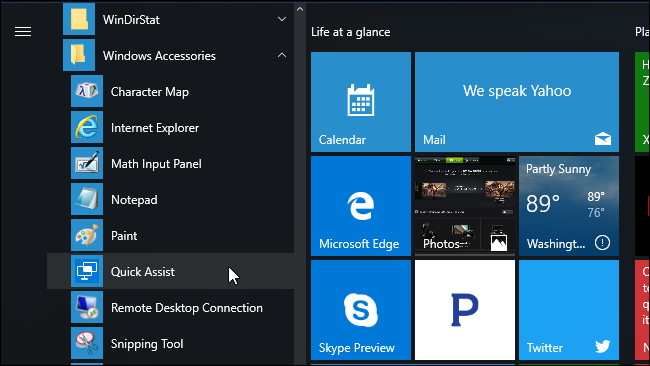 WinDirStat
Windows Accessories
Character Map
Internet Explorer
Math Input Panel
Notepad
Paint
Quick Assist
Remote Desktop Connection
Snipping Tool
Life at a glance
Calendar
We speak Yahoo
Mail
Microsoft Edge
Photos
Partly Sunny
89°
89°
76°
Washingt...
Skype Preview
P
Twitter
Pla
H
Z
X
C
to
q
it
N